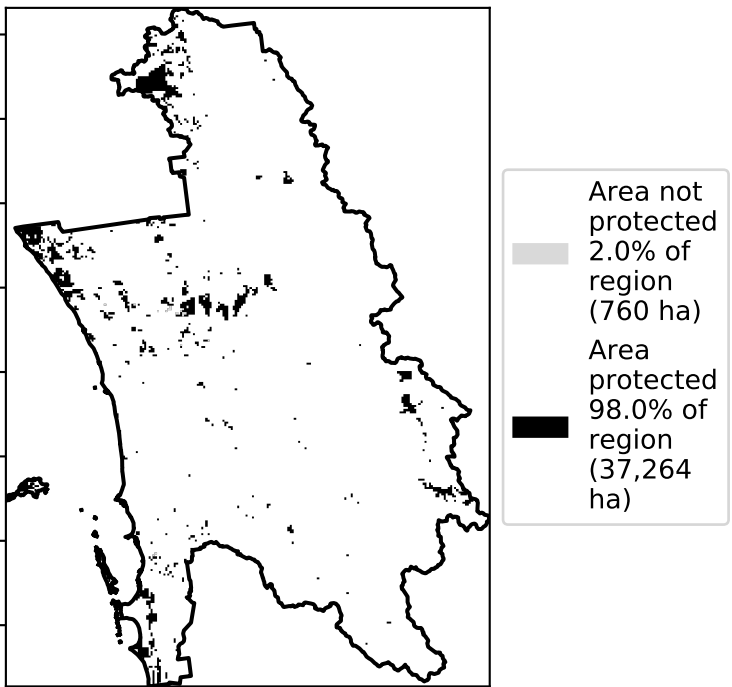 Area not
protected
2.0% of
region
(760 ha)
Area
protected
98.0% of
region
(37,264
ha)